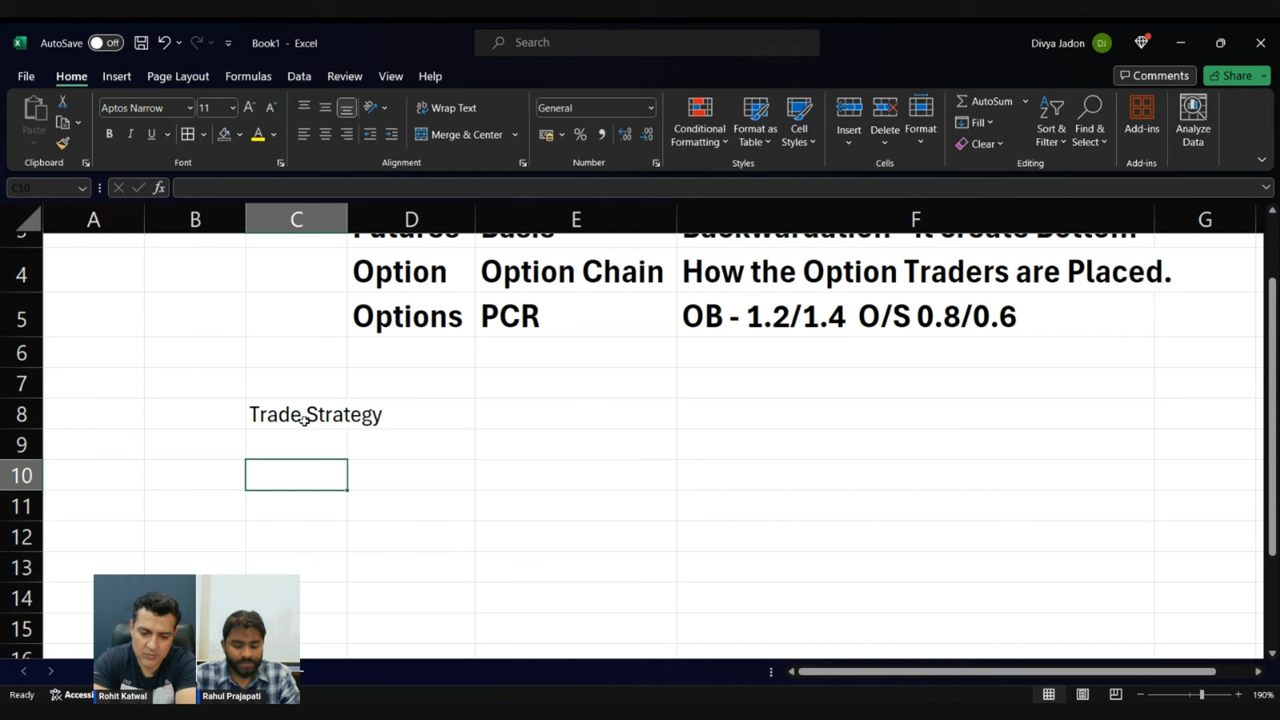 AutoSave Off Book1 - Excel Search Divya Jadon DJ
File Home Insert Page Layout Formulas Data Review View Help Comments Share
Paste Aptos Narrow 11 Wrap Text General Conditional Formatting Format as Table Cell Styles Insert Delete Format AutoSum Fill Clear Sort & Filter Find & Select Add-ins Analyze Data
B I U Merge & Center
Clipboard Font Alignment Number Styles Cells Editing Add-ins
C10 fx
A B C D E F G
4 Option Option Chain How the Option Traders are Placed.
5 Options PCR OB - 1.2/1.4 O/S 0.8/0.6
6
7
8 Trade Strategy
9
10
11
12
13
14
15
Ready Accessi Rohit Katwal Rahul Prajapati 190%